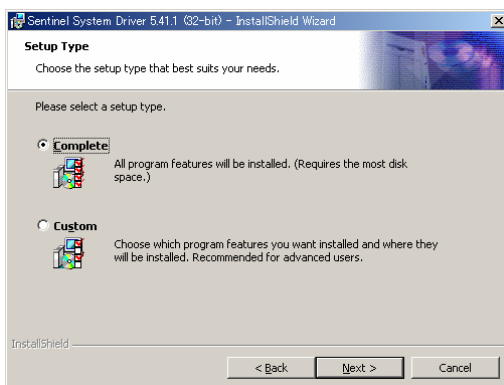 Sentinel System Driver 5.41.1 (32-bit) - InstallShield Wizard
Setup Type
Choose the setup type that best suits your needs.
Please select a setup type.
Complete
All program features will be installed. (Requires the most disk
space.)
Custom
Choose which program features you want installed and where they
will be installed. Recommended for advanced users.
InstallShield
< Back Next > Cancel